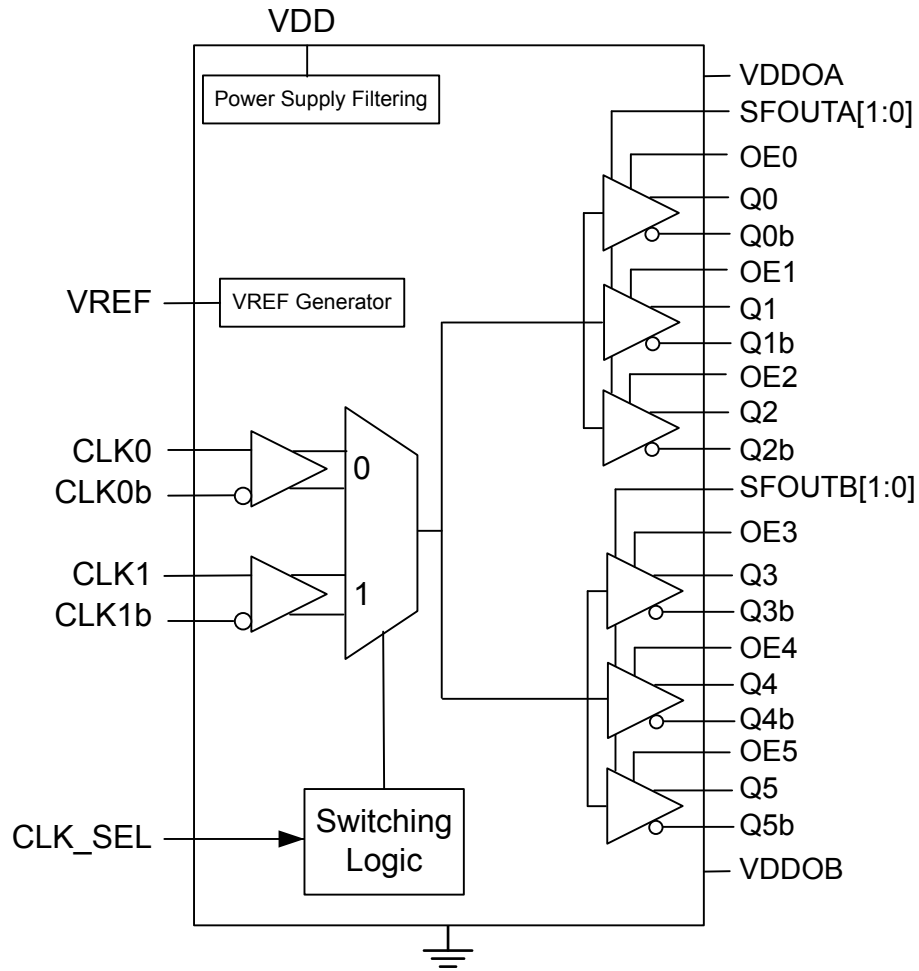 VDD
Power Supply Filtering
VREF
VREF Generator
CLK0
CLK0b
CLK1
CLK1b
0
1
CLK_SEL
Switching
Logic
VDDOA
SFOUTA[1:0]
OE0
Q0
Q0b
OE1
Q1
Q1b
OE2
Q2
Q2b
SFOUTB[1:0]
OE3
Q3
Q3b
OE4
Q4
Q4b
OE5
Q5
Q5b
VDDOB